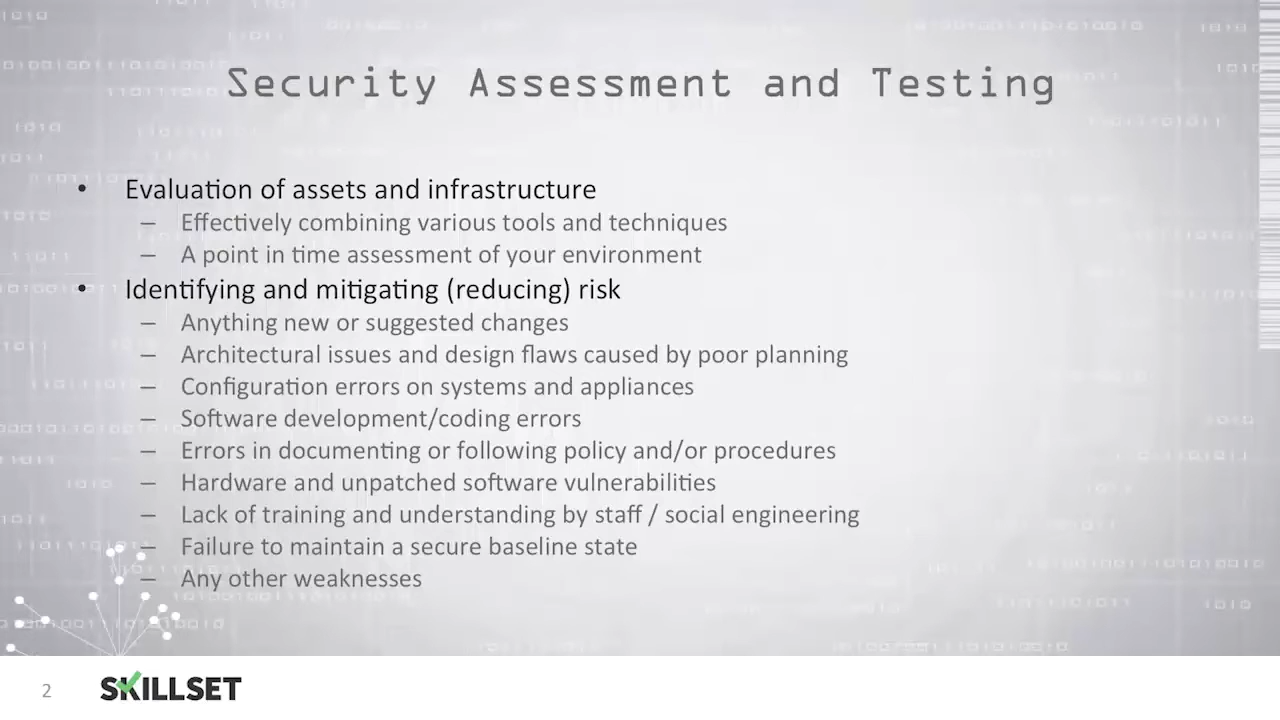 Security Assessment and Testing
• Evaluation of assets and infrastructure
– Effectively combining various tools and techniques
– A point in time assessment of your environment
• Identifying and mitigating (reducing) risk
– Anything new or suggested changes
– Architectural issues and design flaws caused by poor planning
– Configuration errors on systems and appliances
– Software development/coding errors
– Errors in documenting or following policy and/or procedures
– Hardware and unpatched software vulnerabilities
– Lack of training and understanding by staff / social engineering
– Failure to maintain a secure baseline state
– Any other weaknesses
2
SKILLSET